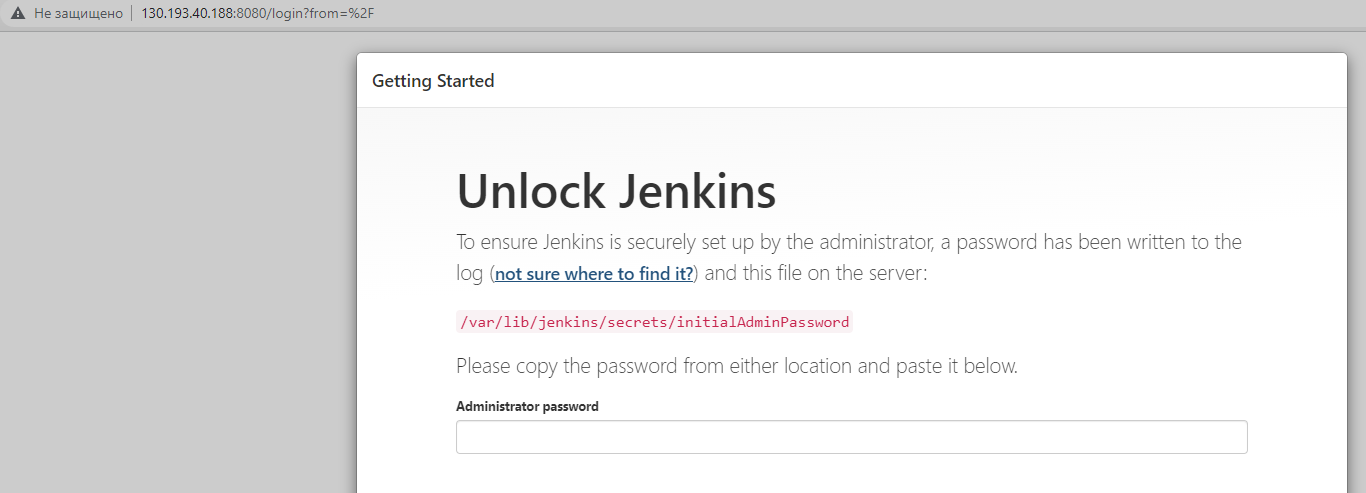 Не защищено
130.193.40.188:8080/login?from=%2F
Getting Started
Unlock Jenkins
To ensure Jenkins is securely set up by the administrator, a password has been written to the
log (not sure where to find it?) and this file on the server:
/var/lib/jenkins/secrets/initialAdminPassword
Please copy the password from either location and paste it below.
Administrator password